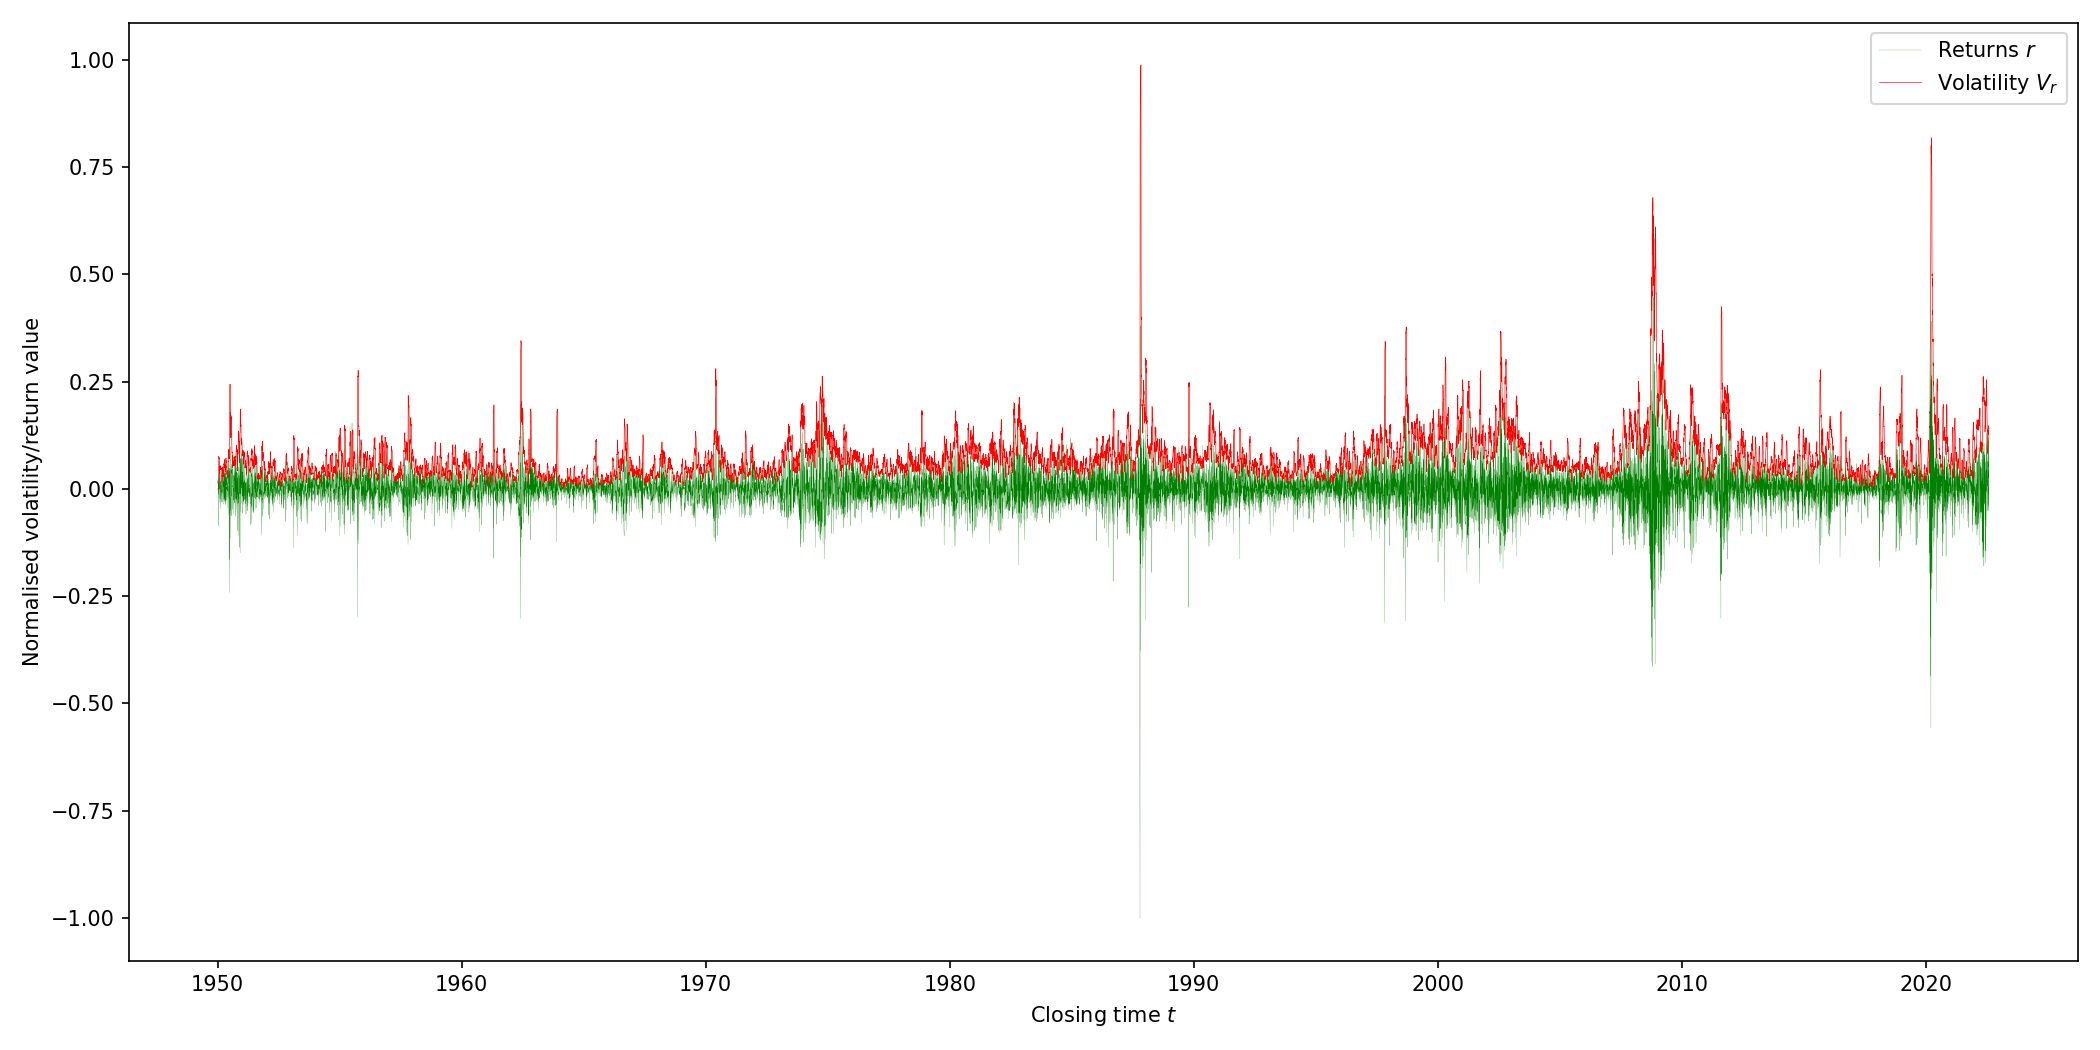 Returns r
Volatility Vᵣ
Normalised volatility/return value
1.00
0.75
0.50
0.25
0.00
−0.25
−0.50
−0.75
−1.00
1950 1960 1970 1980 1990 2000 2010 2020
Closing time t